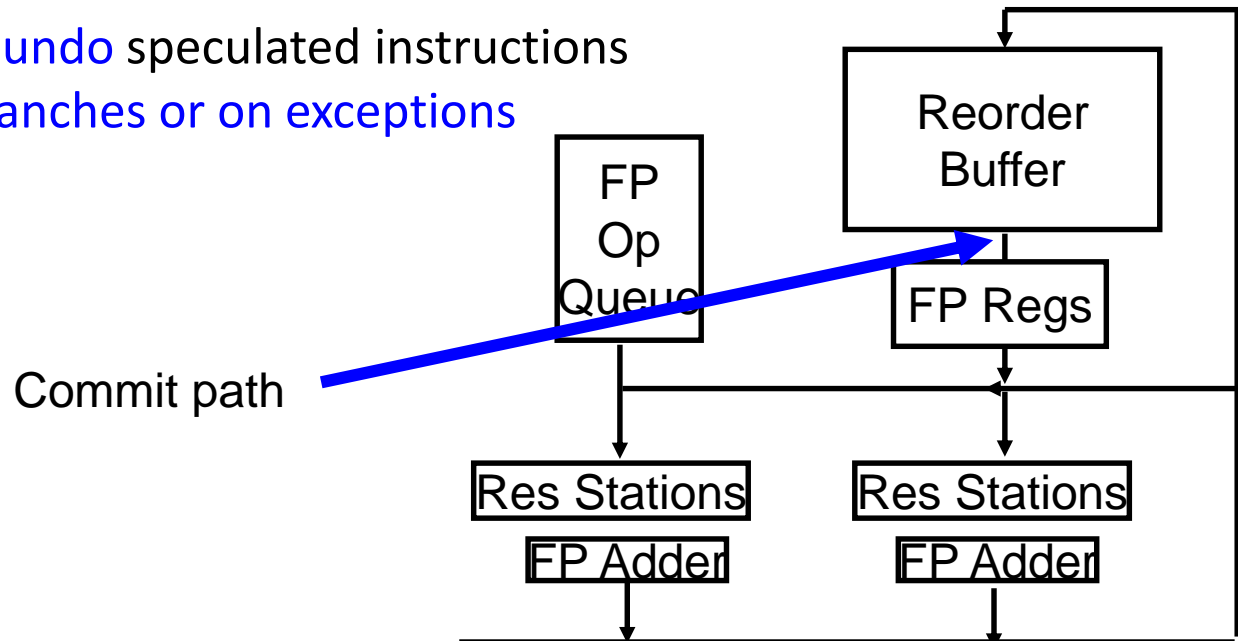 undo speculated instructions
anches or on exceptions
Reorder
Buffer
FP
Op
Queue
FP Regs
Commit path
Res Stations
Res Stations
FP Adder
FP Adder